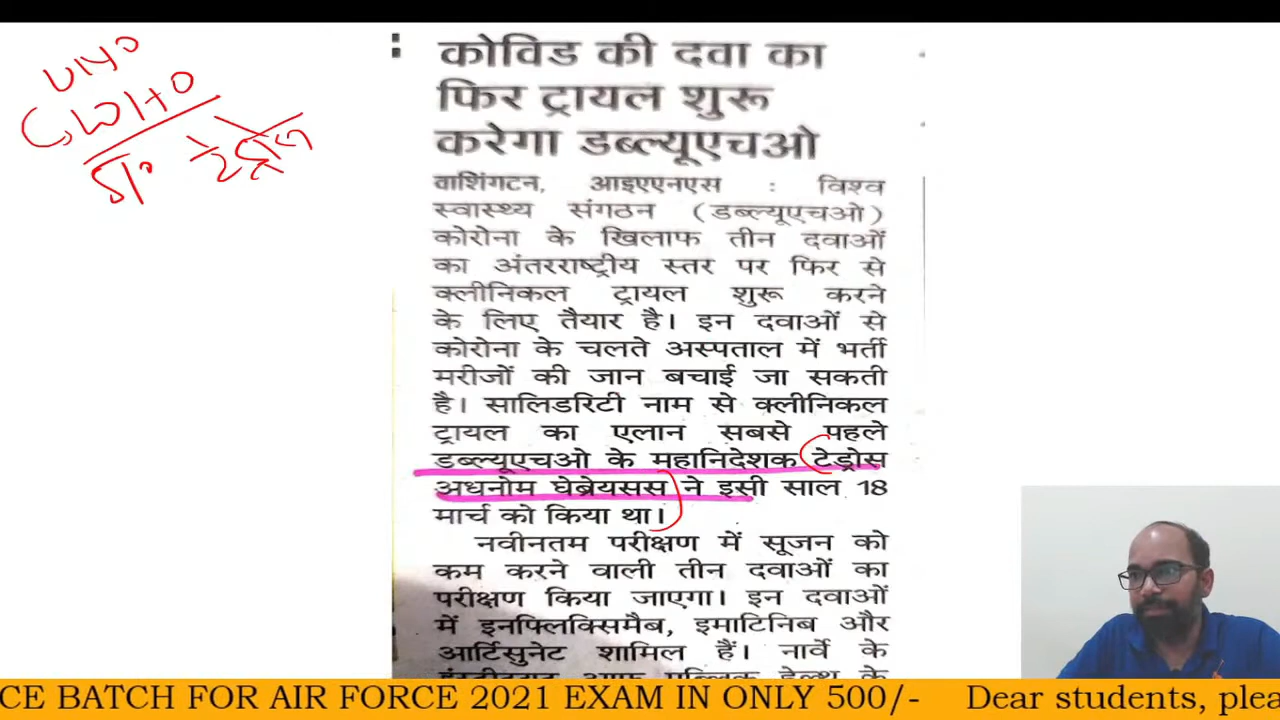 WHO
डा० टेड्रोस
कोविड की दवा का
फिर ट्रायल शुरू
करेगा डब्ल्यूएचओ
वाशिंगटन, आइएएनएस : विश्व
स्वास्थ्य संगठन (डब्ल्यूएचओ)
कोरोना के खिलाफ तीन दवाओं
का अंतरराष्ट्रीय स्तर पर फिर से
क्लीनिकल ट्रायल शुरू करने
के लिए तैयार है। इन दवाओं से
कोरोना के चलते अस्पताल में भर्ती
मरीजों की जान बचाई जा सकती
है। सालिडरिटी नाम से क्लीनिकल
ट्रायल का एलान सबसे पहले
डब्ल्यूएचओ के महानिदेशक टेड्रोस
अधनोम घेब्रेयसस ने इसी साल 18
मार्च को किया था।
नवीनतम परीक्षण में सूजन को
कम करने वाली तीन दवाओं का
परीक्षण किया जाएगा। इन दवाओं
में इनफ्लिक्सिमैब, इमाटिनिब और
आर्टिसुनेट शामिल हैं। नार्वे के
CE BATCH FOR AIR FORCE 2021 EXAM IN ONLY 500/- Dear students, plea